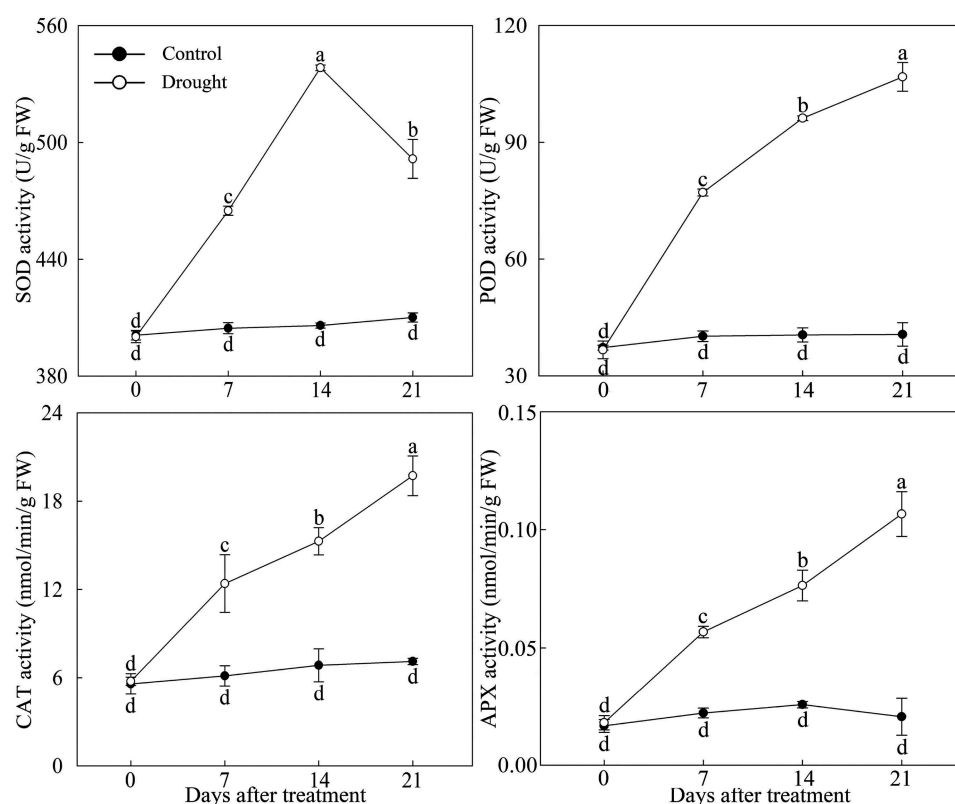 560
500
440
380
SOD activity (U/g FW)
Control
Drought
a
b
c
d
d
d
d
d
0
7
14
21
120
90
60
30
POD activity (U/g FW)
a
b
c
d
d
d
d
d
0
7
14
21
24
18
12
6
0
CAT activity (nmol/min/g FW)
a
b
c
d
d
d
d
d
0
7
14
21
Days after treatment
0.15
0.10
0.05
0.00
APX activity (nmol/min/g FW)
a
b
c
d
d
d
d
d
0
7
14
21
Days after treatment